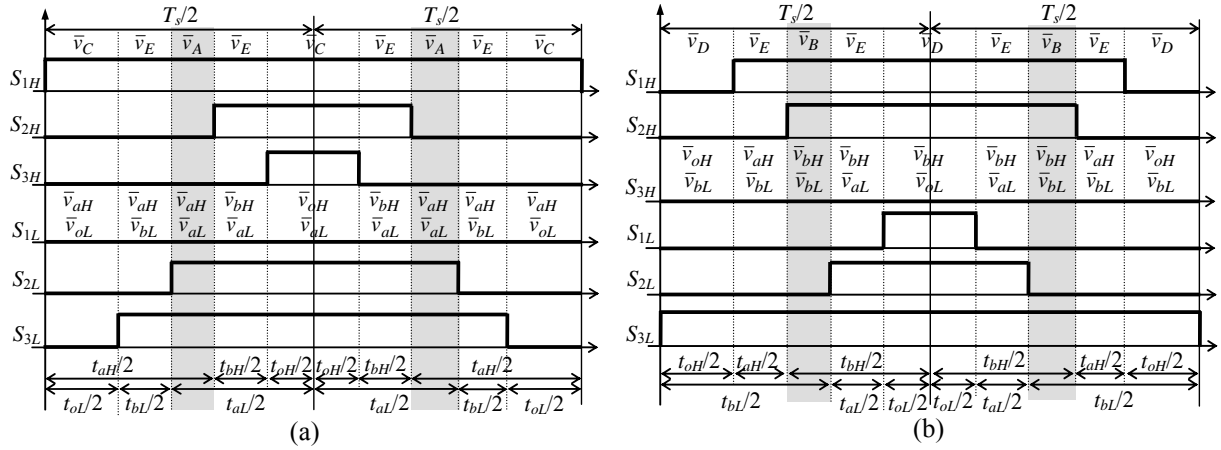 T_s/2 T_s/2
v̄_C v̄_E v̄_A v̄_E v̄_C v̄_E v̄_A v̄_E v̄_C
S_1H
S_2H
S_3H
v̄_aH v̄_aH v̄_aH v̄_bH v̄_oH v̄_bH v̄_aH v̄_aH v̄_aH
v̄_oL v̄_bL v̄_aL v̄_aL v̄_aL v̄_aL v̄_aL v̄_bL v̄_oL
S_1L
S_2L
S_3L
t_aH/2 t_bH/2 t_oH/2 t_oH/2 t_bH/2 t_aH/2
t_oL/2 t_bL/2 t_aL/2 t_aL/2 t_bL/2 t_oL/2
(a)
T_s/2 T_s/2
v̄_D v̄_E v̄_B v̄_E v̄_D v̄_E v̄_B v̄_E v̄_D
S_1H
S_2H
v̄_oH v̄_aH v̄_bH v̄_bH v̄_bH v̄_bH v̄_bH v̄_aH v̄_oH
v̄_bL v̄_bL v̄_bL v̄_aL v̄_oL v̄_aL v̄_bL v̄_bL v̄_bL
S_3H
S_1L
S_2L
S_3L
t_oH/2 t_aH/2 t_bH/2 t_bH/2 t_aH/2 t_oH/2
t_bL/2 t_aL/2 t_oL/2 t_oL/2 t_aL/2 t_bL/2
(b)